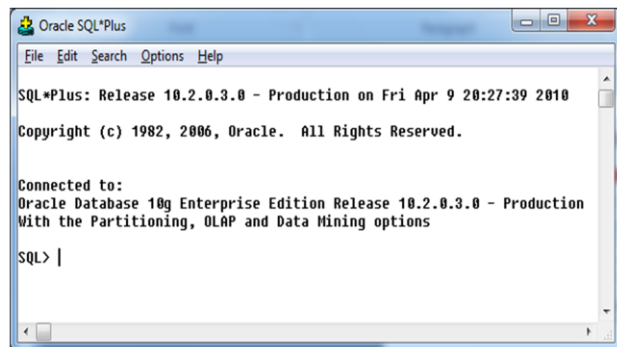 Oracle SQL*Plus
File Edit Search Options Help
SQL*Plus: Release 10.2.0.3.0 - Production on Fri Apr 9 20:27:39 2010
Copyright (c) 1982, 2006, Oracle. All Rights Reserved.
Connected to:
Oracle Database 10g Enterprise Edition Release 10.2.0.3.0 - Production
With the Partitioning, OLAP and Data Mining options
SQL>